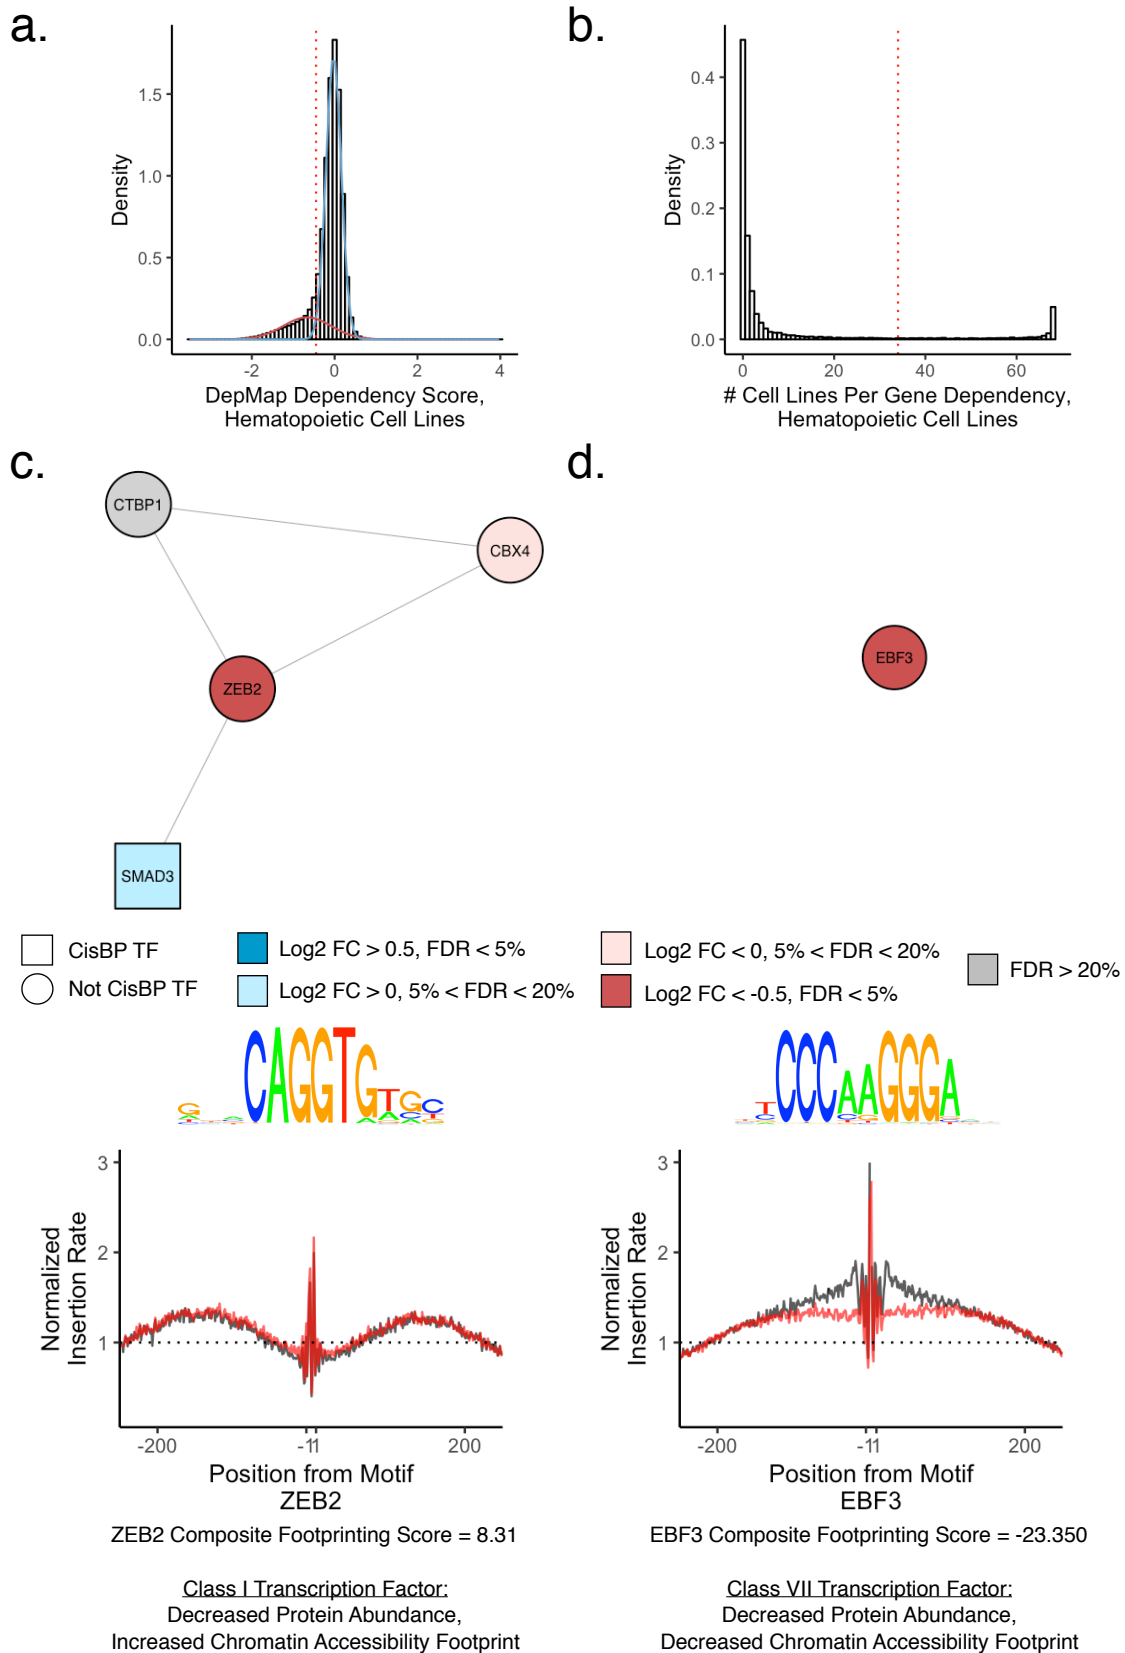 a.
Density
1.5
1.0
0.5
0.0
-2
0
2
4
DepMap Dependency Score,
Hematopoietic Cell Lines
b.
Density
0.4
0.3
0.2
0.1
0.0
0
20
40
60
# Cell Lines Per Gene Dependency,
Hematopoietic Cell Lines
c.
CTBP1
CBX4
ZEB2
SMAD3
d.
EBF3
CisBP TF
Not CisBP TF
Log2 FC > 0.5, FDR < 5%
Log2 FC > 0, 5% < FDR < 20%
Log2 FC < 0, 5% < FDR < 20%
Log2 FC < -0.5, FDR < 5%
FDR > 20%
CAGGTG
Normalized
Insertion Rate
3
2
1
-200
-11
200
Position from Motif
ZEB2
ZEB2 Composite Footprinting Score = 8.31
Class I Transcription Factor:
Decreased Protein Abundance,
Increased Chromatin Accessibility Footprint
TCCCAAGGGA
Normalized
Insertion Rate
3
2
1
-200
-11
200
Position from Motif
EBF3
EBF3 Composite Footprinting Score = -23.350
Class VII Transcription Factor:
Decreased Protein Abundance,
Decreased Chromatin Accessibility Footprint